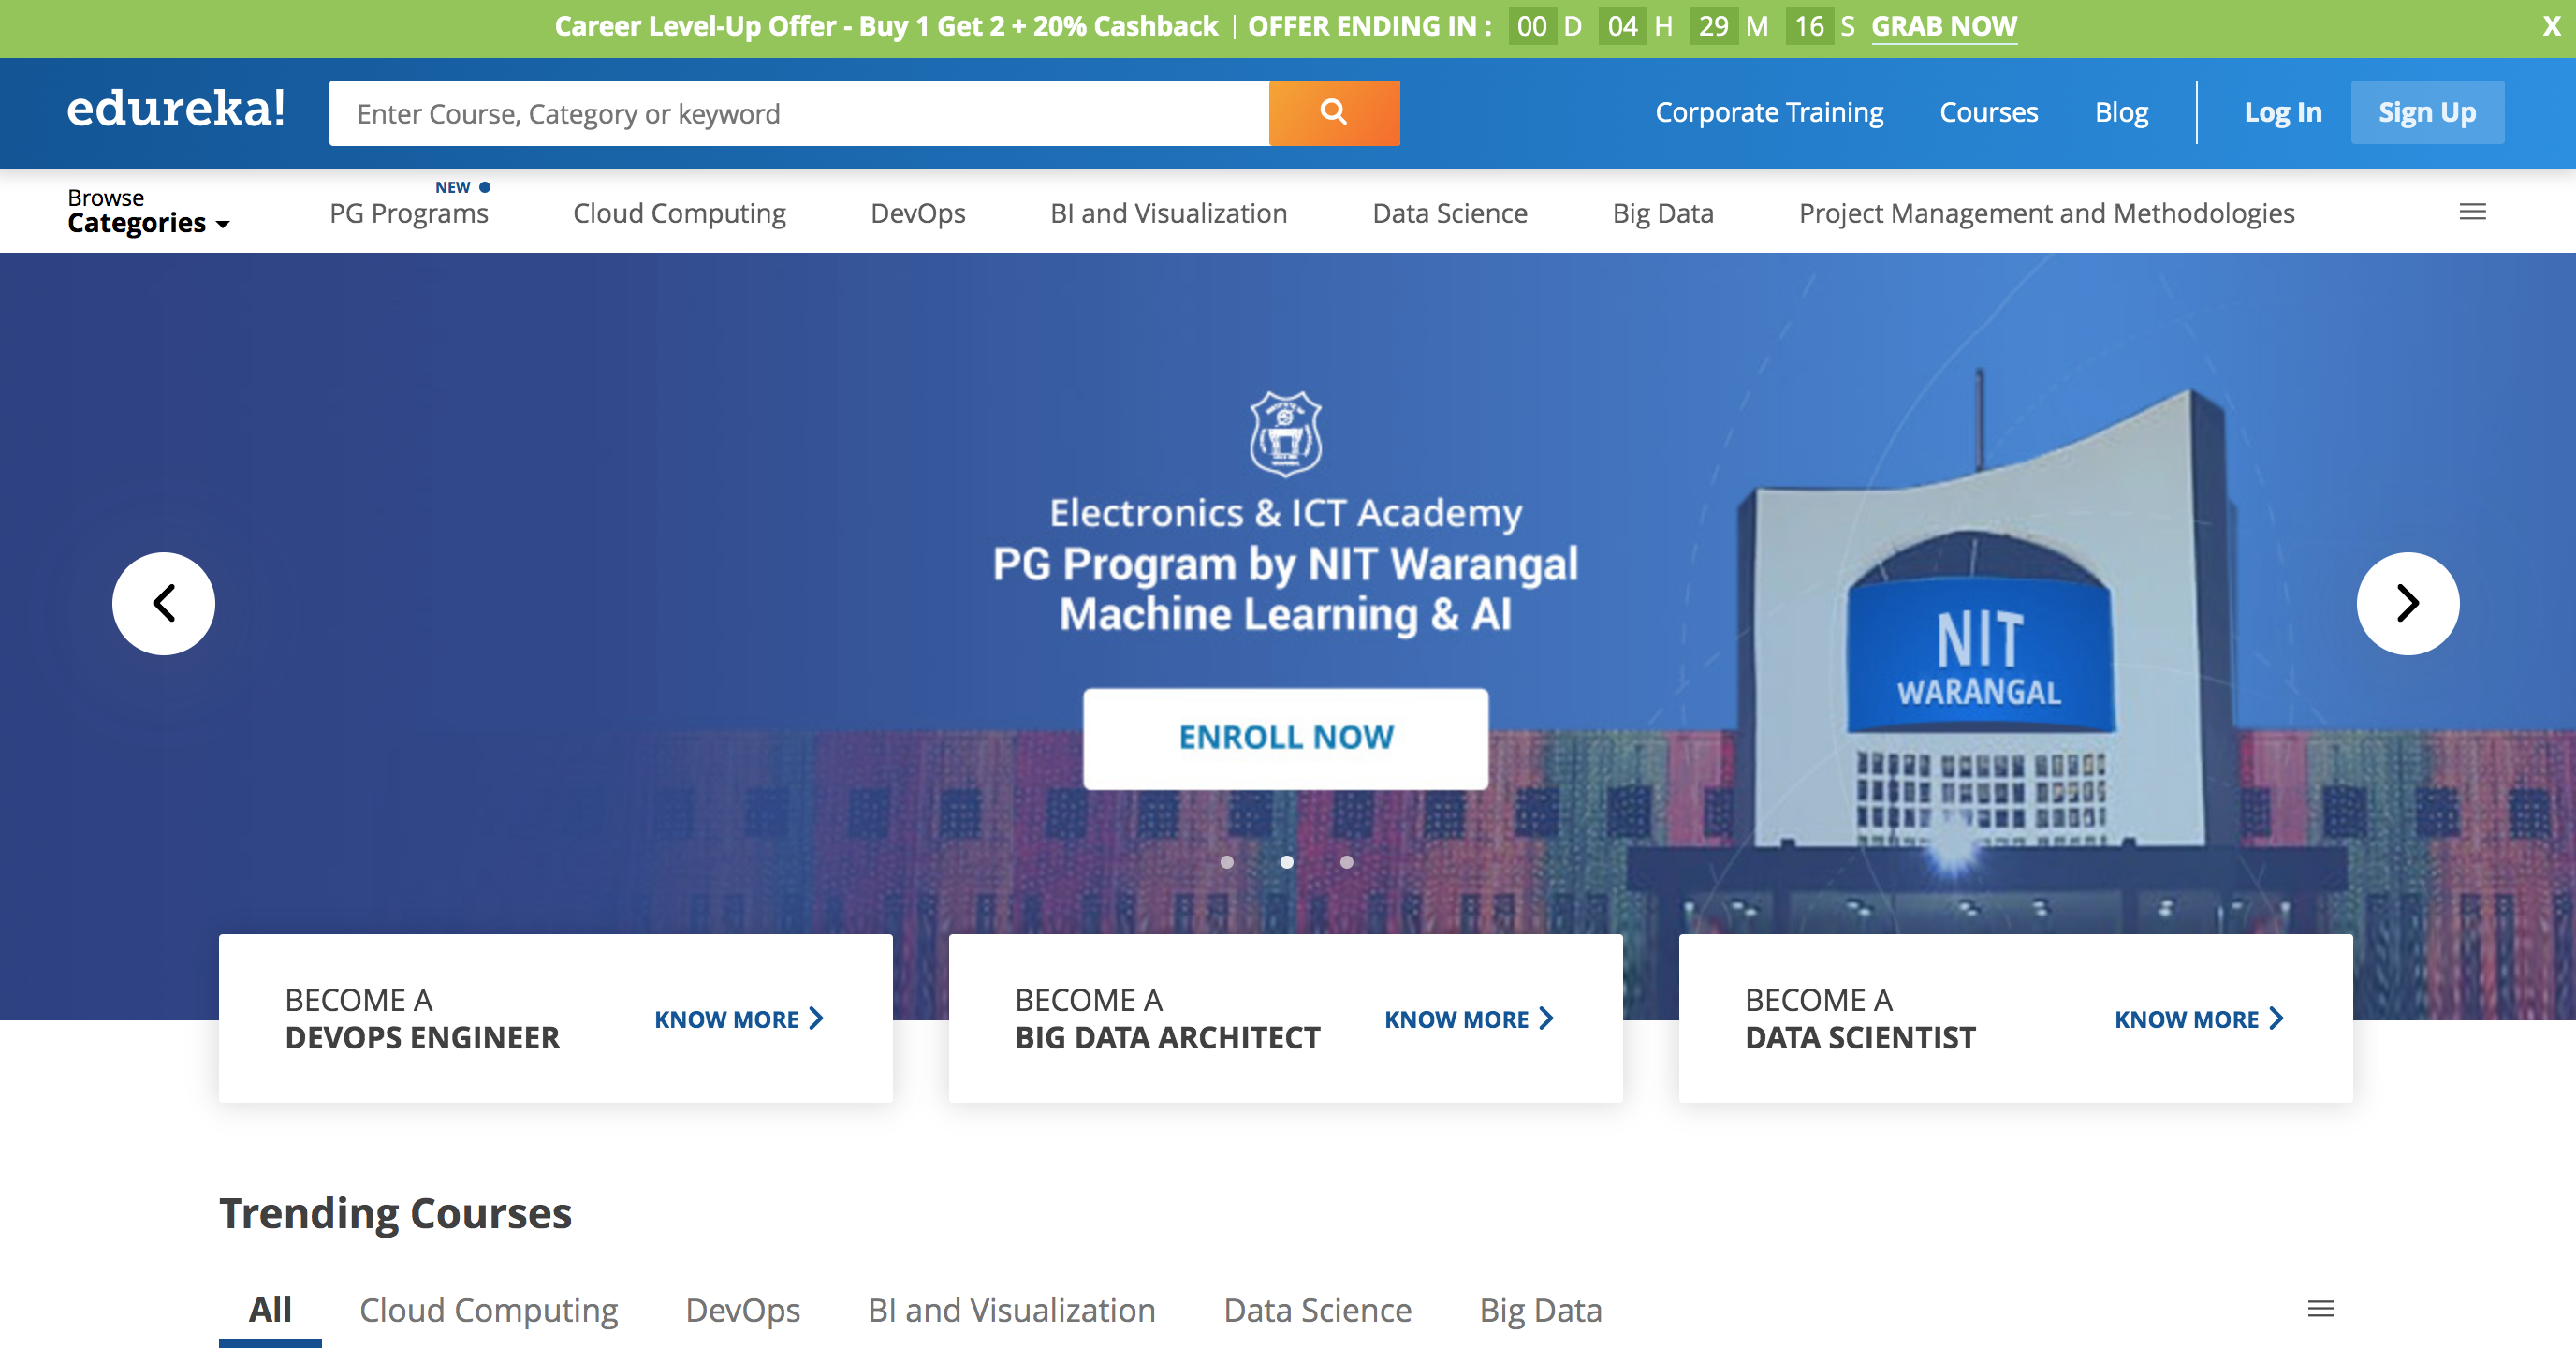 Career Level-Up Offer - Buy 1 Get 2 + 20% Cashback | OFFER ENDING IN : 00 D 04 H 29 M 16 S GRAB NOW X
edureka! Enter Course, Category or keyword Corporate Training Courses Blog Log In Sign Up
NEW
Browse
Categories PG Programs Cloud Computing DevOps BI and Visualization Data Science Big Data Project Management and Methodologies
Electronics & ICT Academy
PG Program by NIT Warangal
Machine Learning & AI
NIT
WARANGAL
ENROLL NOW
BECOME A
DEVOPS ENGINEER
KNOW MORE
BECOME A
BIG DATA ARCHITECT
KNOW MORE
BECOME A
DATA SCIENTIST
KNOW MORE
Trending Courses
All Cloud Computing DevOps BI and Visualization Data Science Big Data